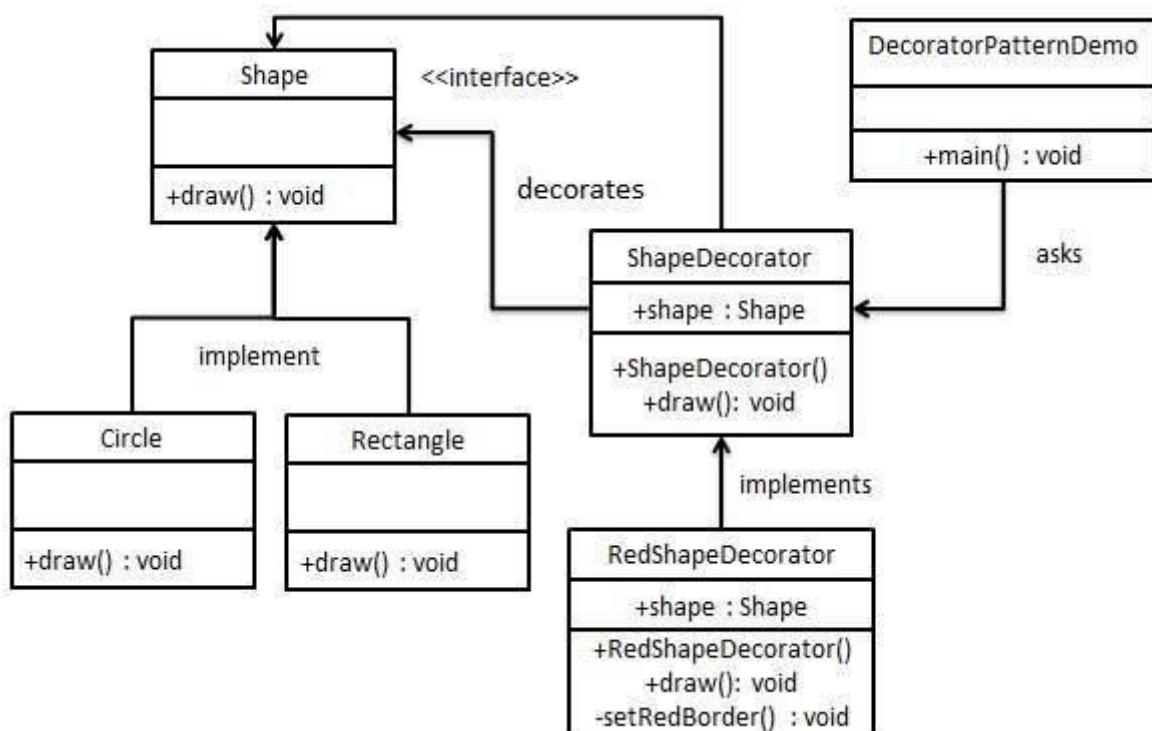 Shape
+draw() : void
<<interface>>
decorates
DecoratorPatternDemo
+main() : void
asks
ShapeDecorator
+shape : Shape
+ShapeDecorator()
+draw(): void
implement
Circle
+draw() : void
Rectangle
+draw() : void
implements
RedShapeDecorator
+shape : Shape
+RedShapeDecorator()
+draw(): void
-setRedBorder() : void